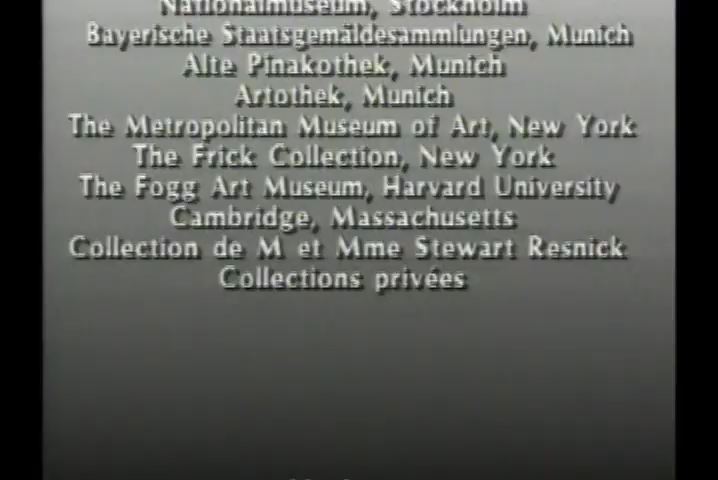 Nationalmuseum, Stockholm
Bayerische Staatsgemäldesammlungen, Munich
Alte Pinakothek, Munich
Artothek, Munich
The Metropolitan Museum of Art, New York
The Frick Collection, New York
The Fogg Art Museum, Harvard University
Cambridge, Massachusetts
Collection de M et Mme Stewart Resnick
Collections privées